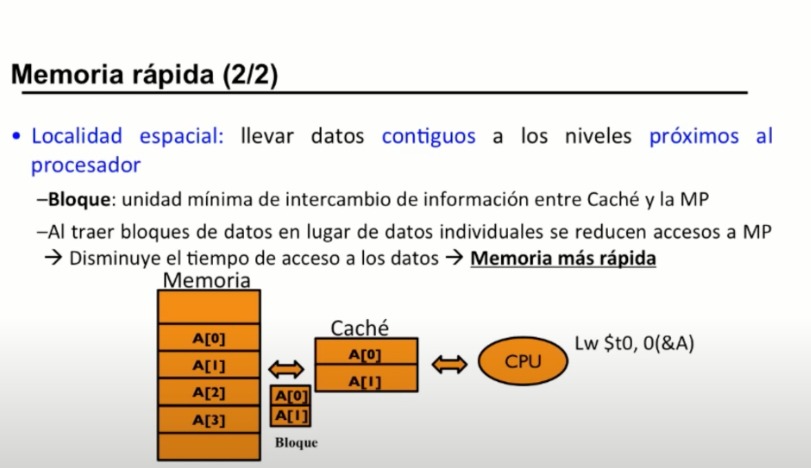 Memoria rápida (2/2)
• Localidad espacial: llevar datos contiguos a los niveles próximos al
procesador
–Bloque: unidad mínima de intercambio de información entre Caché y la MP
–Al traer bloques de datos en lugar de datos individuales se reducen accesos a MP
→ Disminuye el tiempo de acceso a los datos → Memoria más rápida
Memoria
A[0]
A[1]
A[2]
A[3]
A[0]
A[1]
Bloque
Caché
A[0]
A[1]
CPU
Lw $t0, 0(&A)